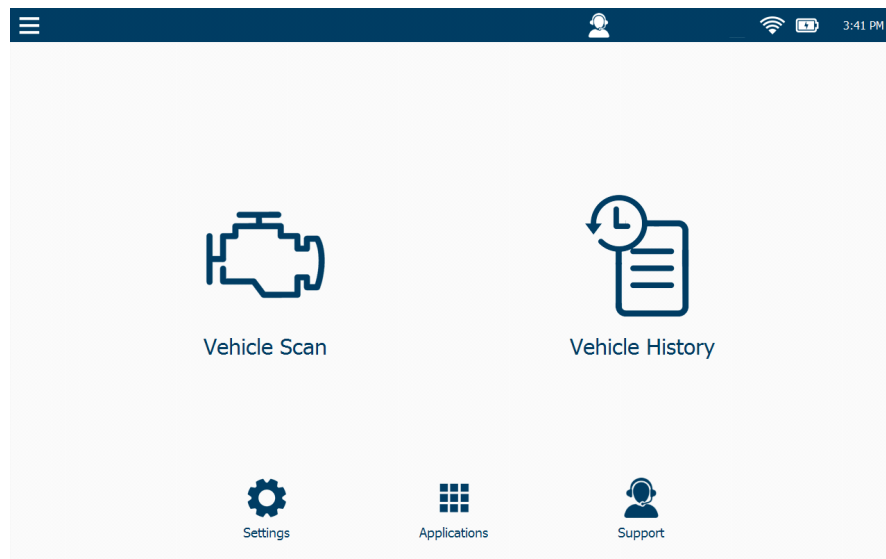 3:41 PM
Vehicle Scan
Vehicle History
Settings
Applications
Support